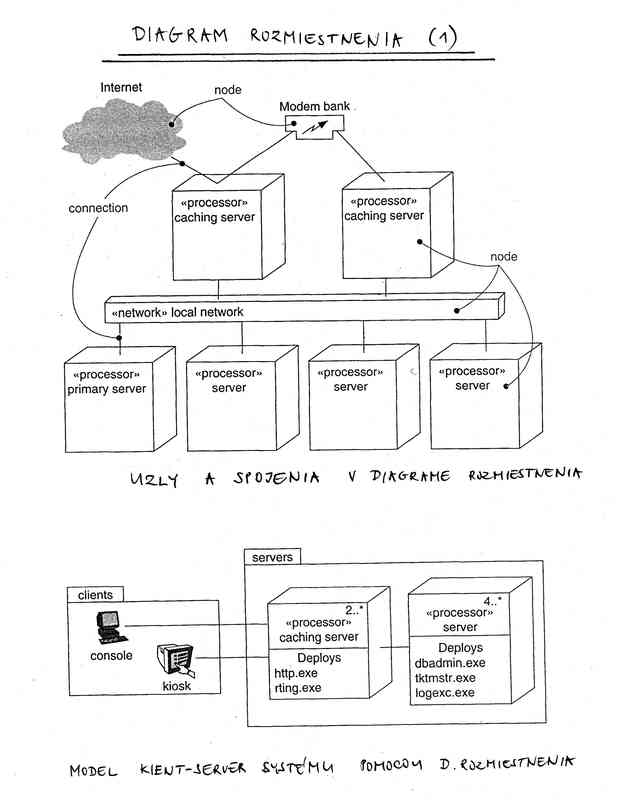 DIAGRAM ROZMIESTNENIA (1)
Internet
node
Modem bank
«processor»
caching server
«processor»
caching server
connection
node
«network» local network
«processor»
primary server
«processor»
server
«processor»
server
«processor»
server
UZLY A SPOJENIA V DIAGRAME ROZMIESTNENIA
servers
clients
console
kiosk
2..*
«processor»
caching server
Deploys
http.exe
rting.exe
4..*
«processor»
server
Deploys
dbadmin.exe
tktmstr.exe
logexc.exe
MODEL KIENT-SERVER SYSTÉMU POMOCOU D. ROZMIESTNENIA